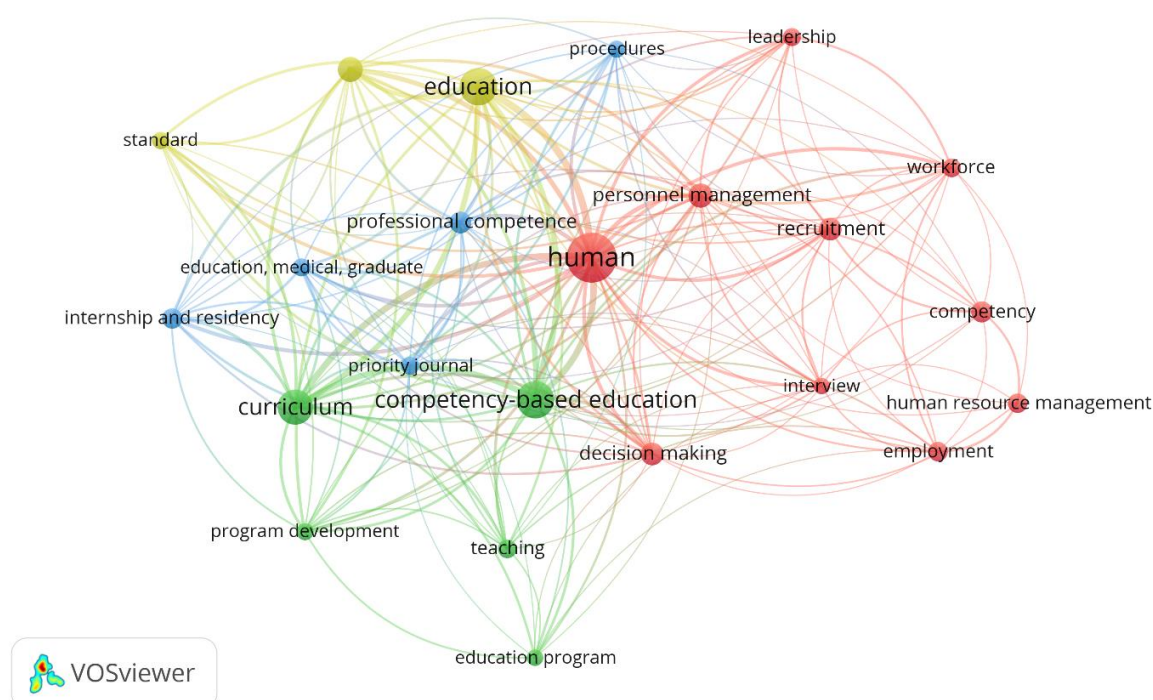 leadership
procedures
education
standard
workforce
personnel management
professional competence
recruitment
human
education, medical, graduate
internship and residency
competency
priority journal
interview
curriculum
competency-based education
human resource management
decision making
employment
program development
teaching
education program
VOSviewer